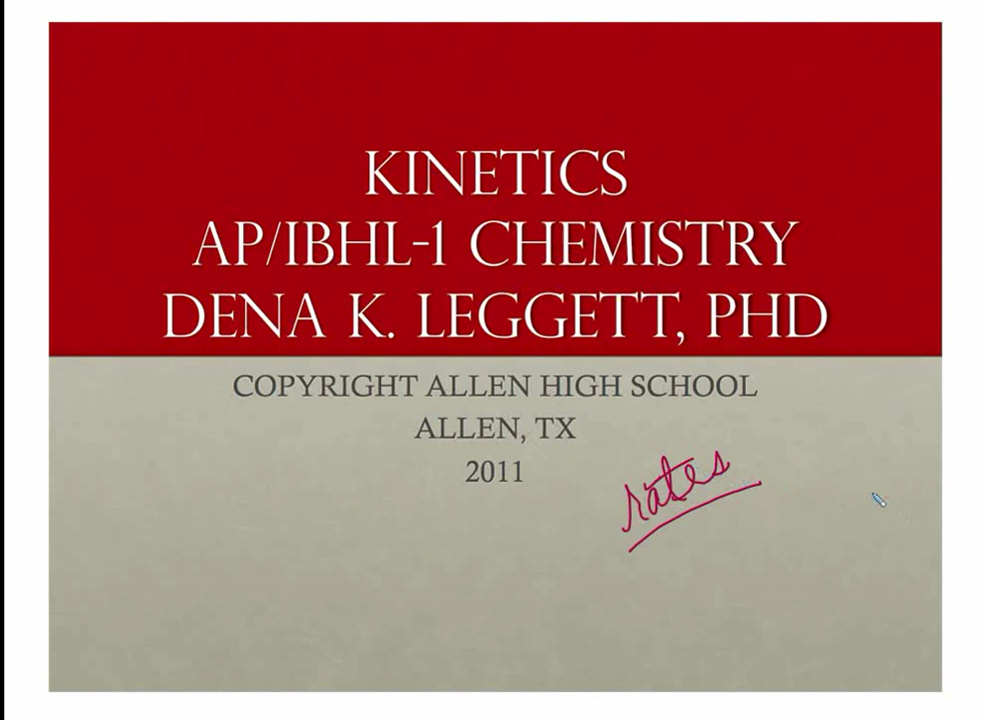 KINETICS
AP/IBHL-1 CHEMISTRY
DENA K. LEGGETT, PHD
COPYRIGHT ALLEN HIGH SCHOOL
ALLEN, TX
2011
rates